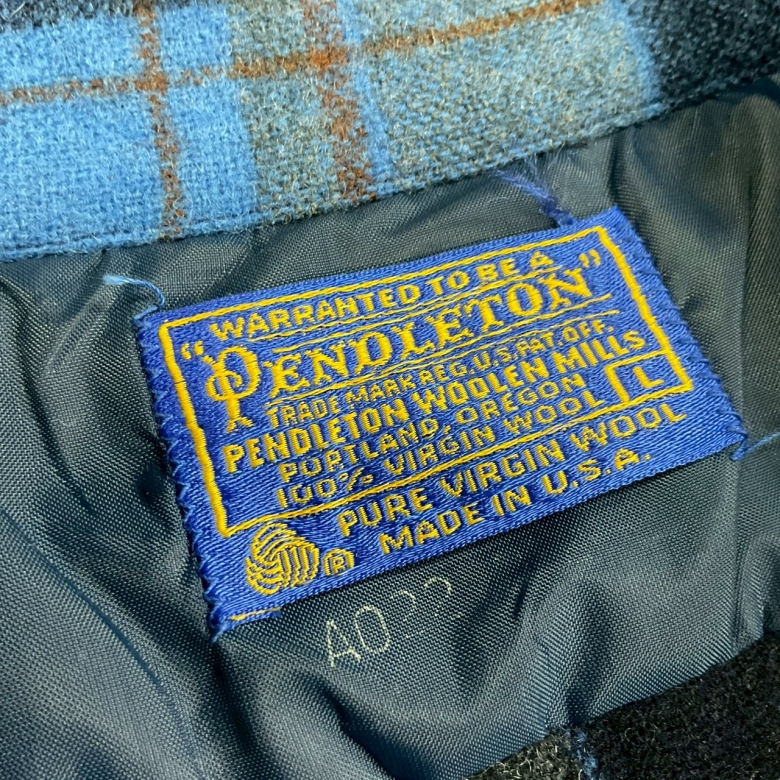 WARRANTED TO BE A
"PENDLETON"
TRADE MARK REG. U.S. PAT. OFF.
PENDLETON WOOLEN MILLS
PORTLAND, OREGON L
100% VIRGIN WOOL
PURE VIRGIN WOOL
® MADE IN U.S.A.
A022